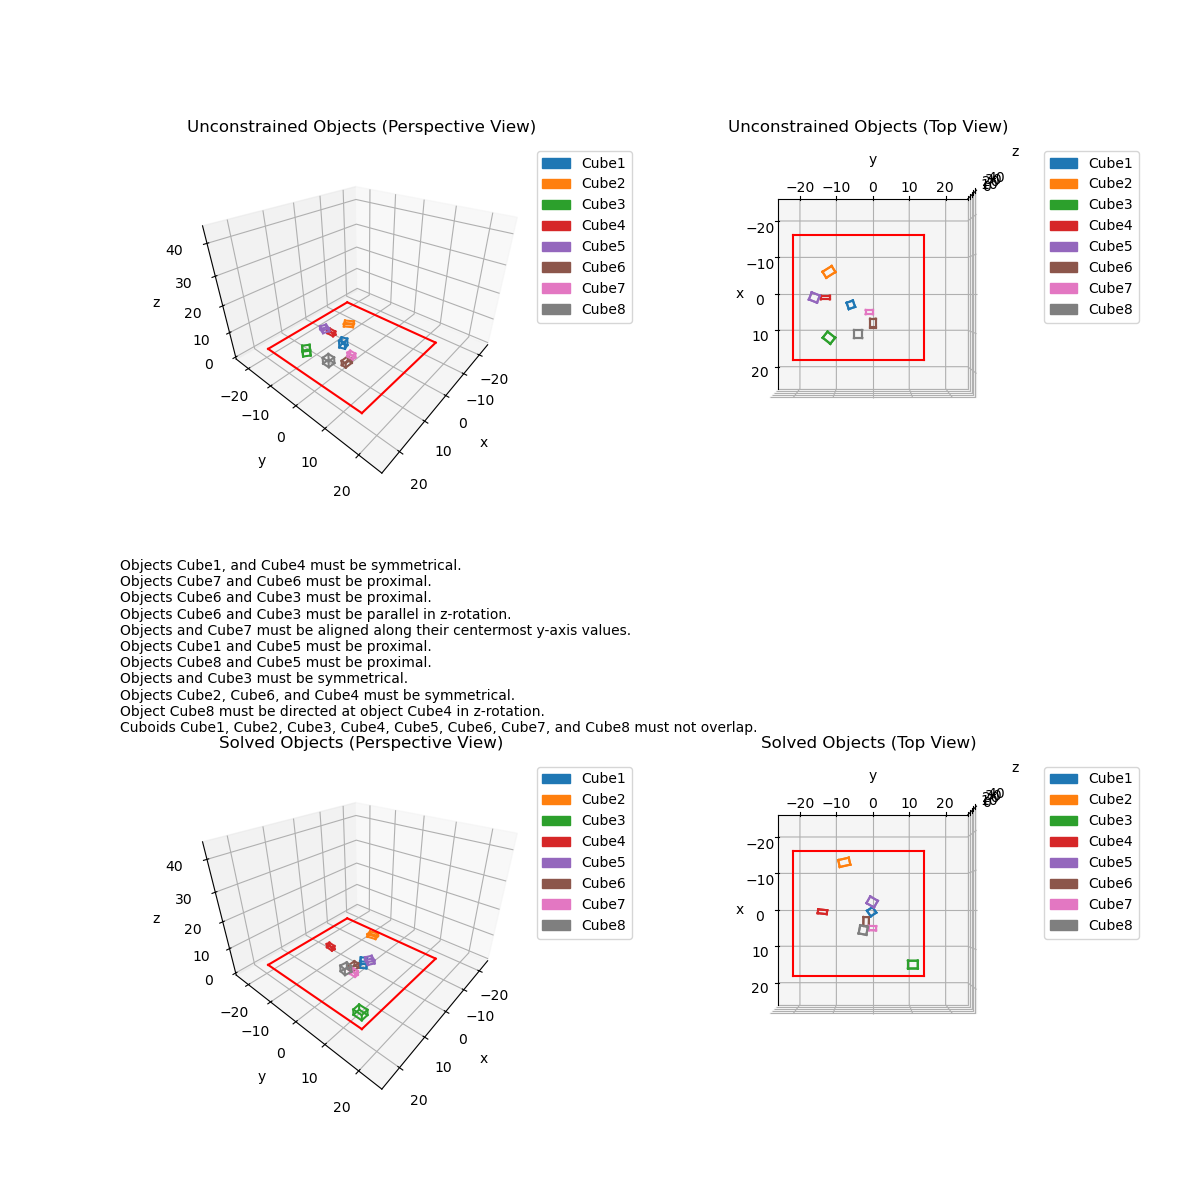 Unconstrained Objects (Perspective View)
Unconstrained Objects (Top View)
Cube1
Cube2
Cube3
Cube4
Cube5
Cube6
Cube7
Cube8
z
40
30
20
10
0
−20
−10
0
10
20
y
−20
−10
0
10
20
x
y
z
−20 −10 0 10 20
x
−20
−10
0
10
20
Cube1
Cube2
Cube3
Cube4
Cube5
Cube6
Cube7
Cube8
Objects Cube1, and Cube4 must be symmetrical.
Objects Cube7 and Cube6 must be proximal.
Objects Cube6 and Cube3 must be proximal.
Objects Cube6 and Cube3 must be parallel in z-rotation.
Objects and Cube7 must be aligned along their centermost y-axis values.
Objects Cube1 and Cube5 must be proximal.
Objects Cube8 and Cube5 must be proximal.
Objects and Cube3 must be symmetrical.
Objects Cube2, Cube6, and Cube4 must be symmetrical.
Object Cube8 must be directed at object Cube4 in z-rotation.
Cuboids Cube1, Cube2, Cube3, Cube4, Cube5, Cube6, Cube7, and Cube8 must not overlap.
Solved Objects (Perspective View)
Solved Objects (Top View)
Cube1
Cube2
Cube3
Cube4
Cube5
Cube6
Cube7
Cube8
z
40
30
20
10
0
−20
−10
0
10
20
y
−20
−10
0
10
20
x
y
z
−20 −10 0 10 20
x
−20
−10
0
10
20
Cube1
Cube2
Cube3
Cube4
Cube5
Cube6
Cube7
Cube8